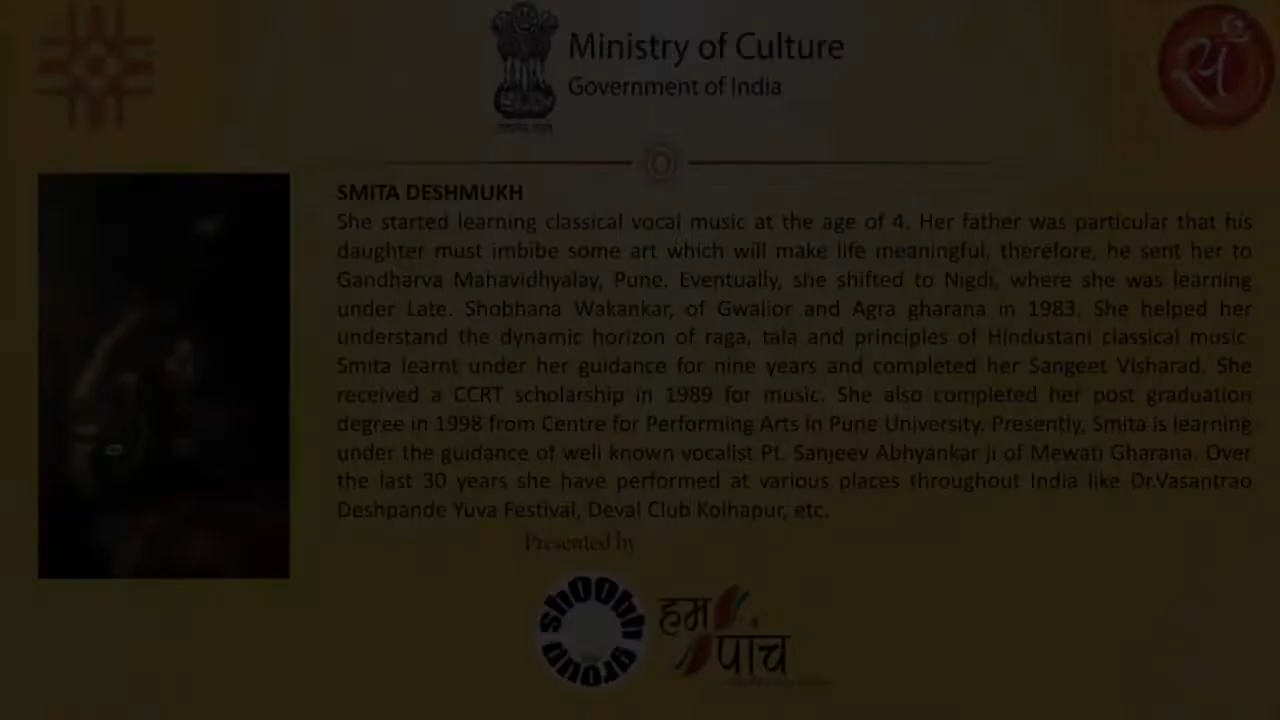 Ministry of Culture
Government of India
SMITA DESHMUKH
She started learning classical vocal music at the age of 4. Her father was particular that his
daughter must imbibe some art which will make life meaningful, therefore, he sent her to
Gandharva Mahavidhyalay, Pune. Eventually, she shifted to Nigdi, where she was learning
under Late. Shobhana Wakankar, of Gwalior and Agra gharana in 1983. She helped her
understand the dynamic horizon of raga, tala and principles of Hindustani classical music
Smita learnt under her guidance for nine years and completed her Sangeet Visharad. She
received a CCRT scholarship in 1989 for music. She also completed her post graduation
degree in 1998 from Centre for Performing Arts in Pune University. Presently, Smita is learning
under the guidance of well known vocalist Pt. Sanjeev Abhyankar ji of Mewati Gharana. Over
the last 30 years she have performed at various places throughout India like Dr.Vasantrao
Deshpande Yuva Festival, Deval Club Kolhapur, etc.
Presented by
shoobh group
हम
पांच